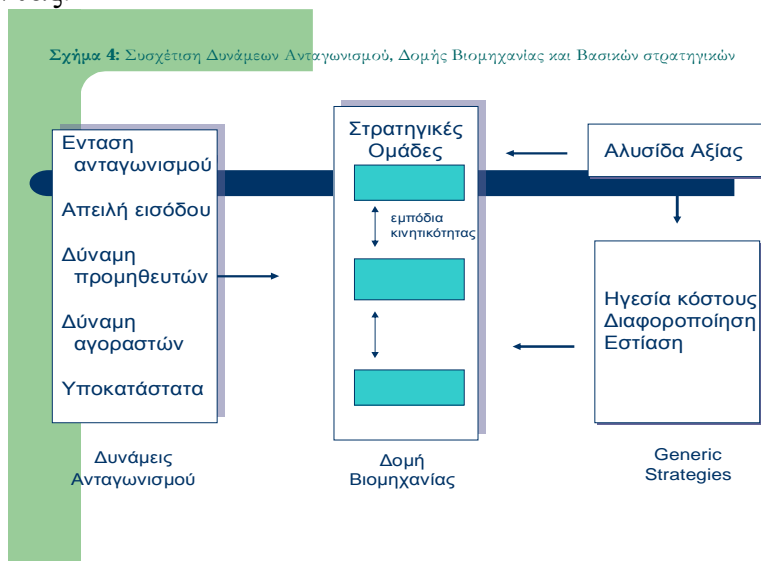 Σχήμα 4: Συσχέτιση Δυνάμεων Ανταγωνισμού, Δομής Βιομηχανίας και Βασικών στρατηγικών
Ενταση
ανταγωνισμού
Απειλή εισόδου
Δύναμη
προμηθευτών
Δύναμη
αγοραστών
Υποκατάστατα
Δυνάμεις
Ανταγωνισμού
Στρατηγικές
Ομάδες
εμπόδια
κινητικότητας
Δομή
Βιομηχανίας
Αλυσίδα Αξίας
Ηγεσία κόστους
Διαφοροποίηση
Εστίαση
Generic
Strategies